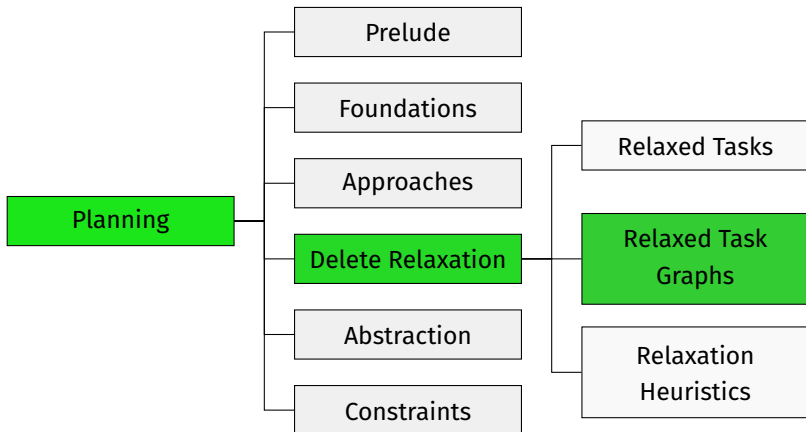 Prelude
Foundations
Approaches
Planning
Delete Relaxation
Abstraction
Constraints
Relaxed Tasks
Relaxed Task
Graphs
Relaxation
Heuristics